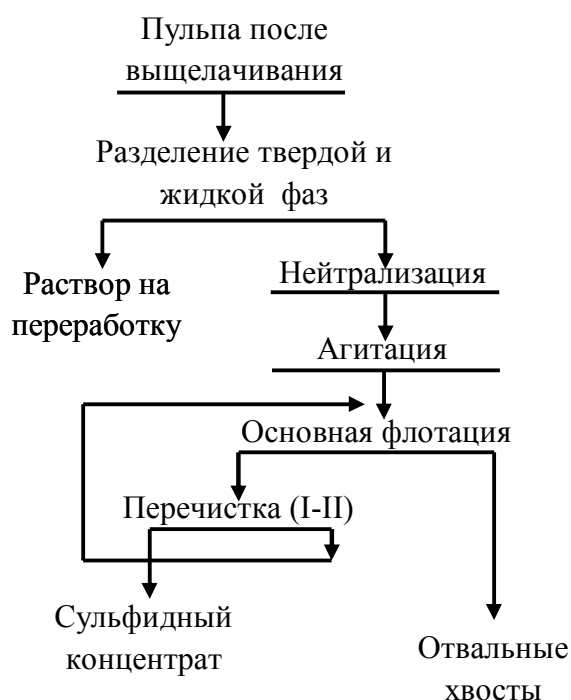 Пульпа после
выщелачивания
Разделение твердой и
жидкой фаз
Раствор на
переработку
Нейтрализация
Агитация
Основная флотация
Перечистка (I-II)
Сульфидный
концентрат
Отвальные
хвосты